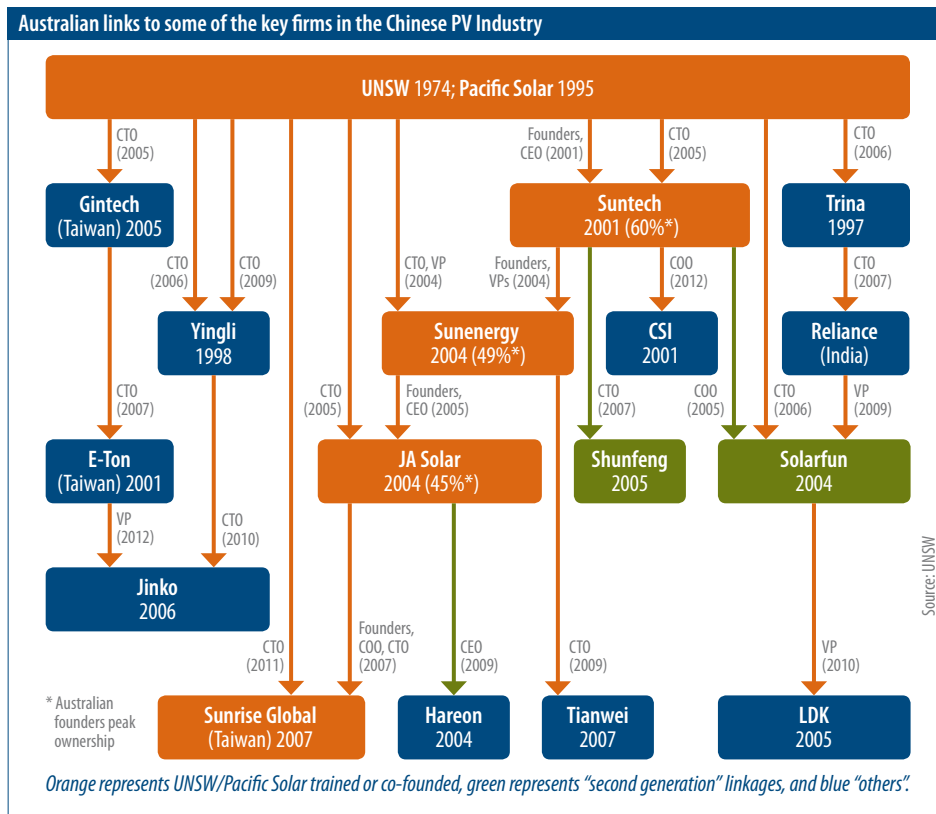 Australian links to some of the key firms in the Chinese PV Industry
UNSW 1974; Pacific Solar 1995
CTO
(2005)
Founders,
CEO (2001)
CTO
(2005)
CTO
(2006)
Gintech
(Taiwan) 2005
Suntech
2001 (60%*)
Trina
1997
CTO
(2006)
CTO
(2009)
CTO, VP
(2004)
Founders,
VPs (2004)
COO
(2012)
CTO
(2007)
Yingli
1998
Sunenergy
2004 (49%*)
CSI
2001
Reliance
(India)
CTO
(2007)
CTO
(2005)
Founders,
CEO (2005)
CTO
(2007)
COO
(2005)
CTO
(2006)
VP
(2009)
E-Ton
(Taiwan) 2001
JA Solar
2004 (45%*)
Shunfeng
2005
Solarfun
2004
VP
(2012)
CTO
(2010)
Jinko
2006
Source: UNSW
CTO
(2011)
Founders,
COO, CTO
(2007)
CEO
(2009)
CTO
(2009)
VP
(2010)
* Australian
founders peak
ownership
Sunrise Global
(Taiwan) 2007
Hareon
2004
Tianwei
2007
LDK
2005
Orange represents UNSW/Pacific Solar trained or co-founded, green represents “second generation” linkages, and blue “others”.